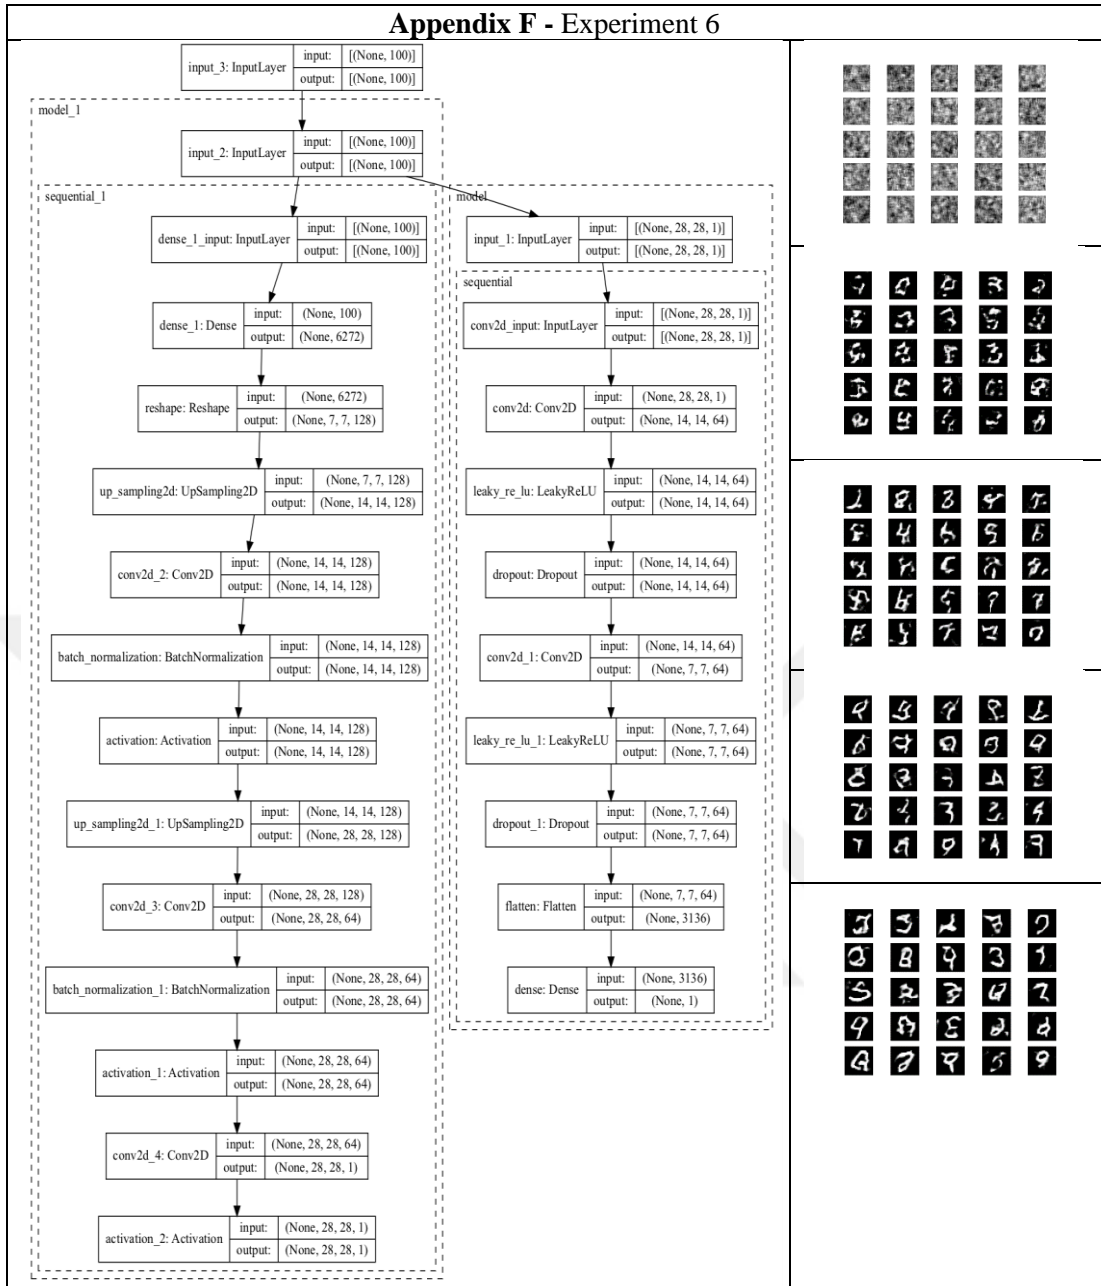 Appendix F - Experiment 6
input_3: InputLayer
input: [(None, 100)]
output: [(None, 100)]
model_1
input_2: InputLayer
input: [(None, 100)]
output: [(None, 100)]
sequential_1
dense_1_input: InputLayer
input: [(None, 100)]
output: [(None, 100)]
dense_1: Dense
input: (None, 100)
output: (None, 6272)
reshape: Reshape
input: (None, 6272)
output: (None, 7, 7, 128)
up_sampling2d: UpSampling2D
input: (None, 7, 7, 128)
output: (None, 14, 14, 128)
conv2d_2: Conv2D
input: (None, 14, 14, 128)
output: (None, 14, 14, 128)
batch_normalization: BatchNormalization
input: (None, 14, 14, 128)
output: (None, 14, 14, 128)
activation: Activation
input: (None, 14, 14, 128)
output: (None, 14, 14, 128)
up_sampling2d_1: UpSampling2D
input: (None, 14, 14, 128)
output: (None, 28, 28, 128)
conv2d_3: Conv2D
input: (None, 28, 28, 128)
output: (None, 28, 28, 64)
batch_normalization_1: BatchNormalization
input: (None, 28, 28, 64)
output: (None, 28, 28, 64)
activation_1: Activation
input: (None, 28, 28, 64)
output: (None, 28, 28, 64)
conv2d_4: Conv2D
input: (None, 28, 28, 64)
output: (None, 28, 28, 1)
activation_2: Activation
input: (None, 28, 28, 1)
output: (None, 28, 28, 1)
model
input_1: InputLayer
input: [(None, 28, 28, 1)]
output: [(None, 28, 28, 1)]
sequential
conv2d_input: InputLayer
input: [(None, 28, 28, 1)]
output: [(None, 28, 28, 1)]
conv2d: Conv2D
input: (None, 28, 28, 1)
output: (None, 14, 14, 64)
leaky_re_lu: LeakyReLU
input: (None, 14, 14, 64)
output: (None, 14, 14, 64)
dropout: Dropout
input: (None, 14, 14, 64)
output: (None, 14, 14, 64)
conv2d_1: Conv2D
input: (None, 14, 14, 64)
output: (None, 7, 7, 64)
leaky_re_lu_1: LeakyReLU
input: (None, 7, 7, 64)
output: (None, 7, 7, 64)
dropout_1: Dropout
input: (None, 7, 7, 64)
output: (None, 7, 7, 64)
flatten: Flatten
input: (None, 7, 7, 64)
output: (None, 3136)
dense: Dense
input: (None, 3136)
output: (None, 1)